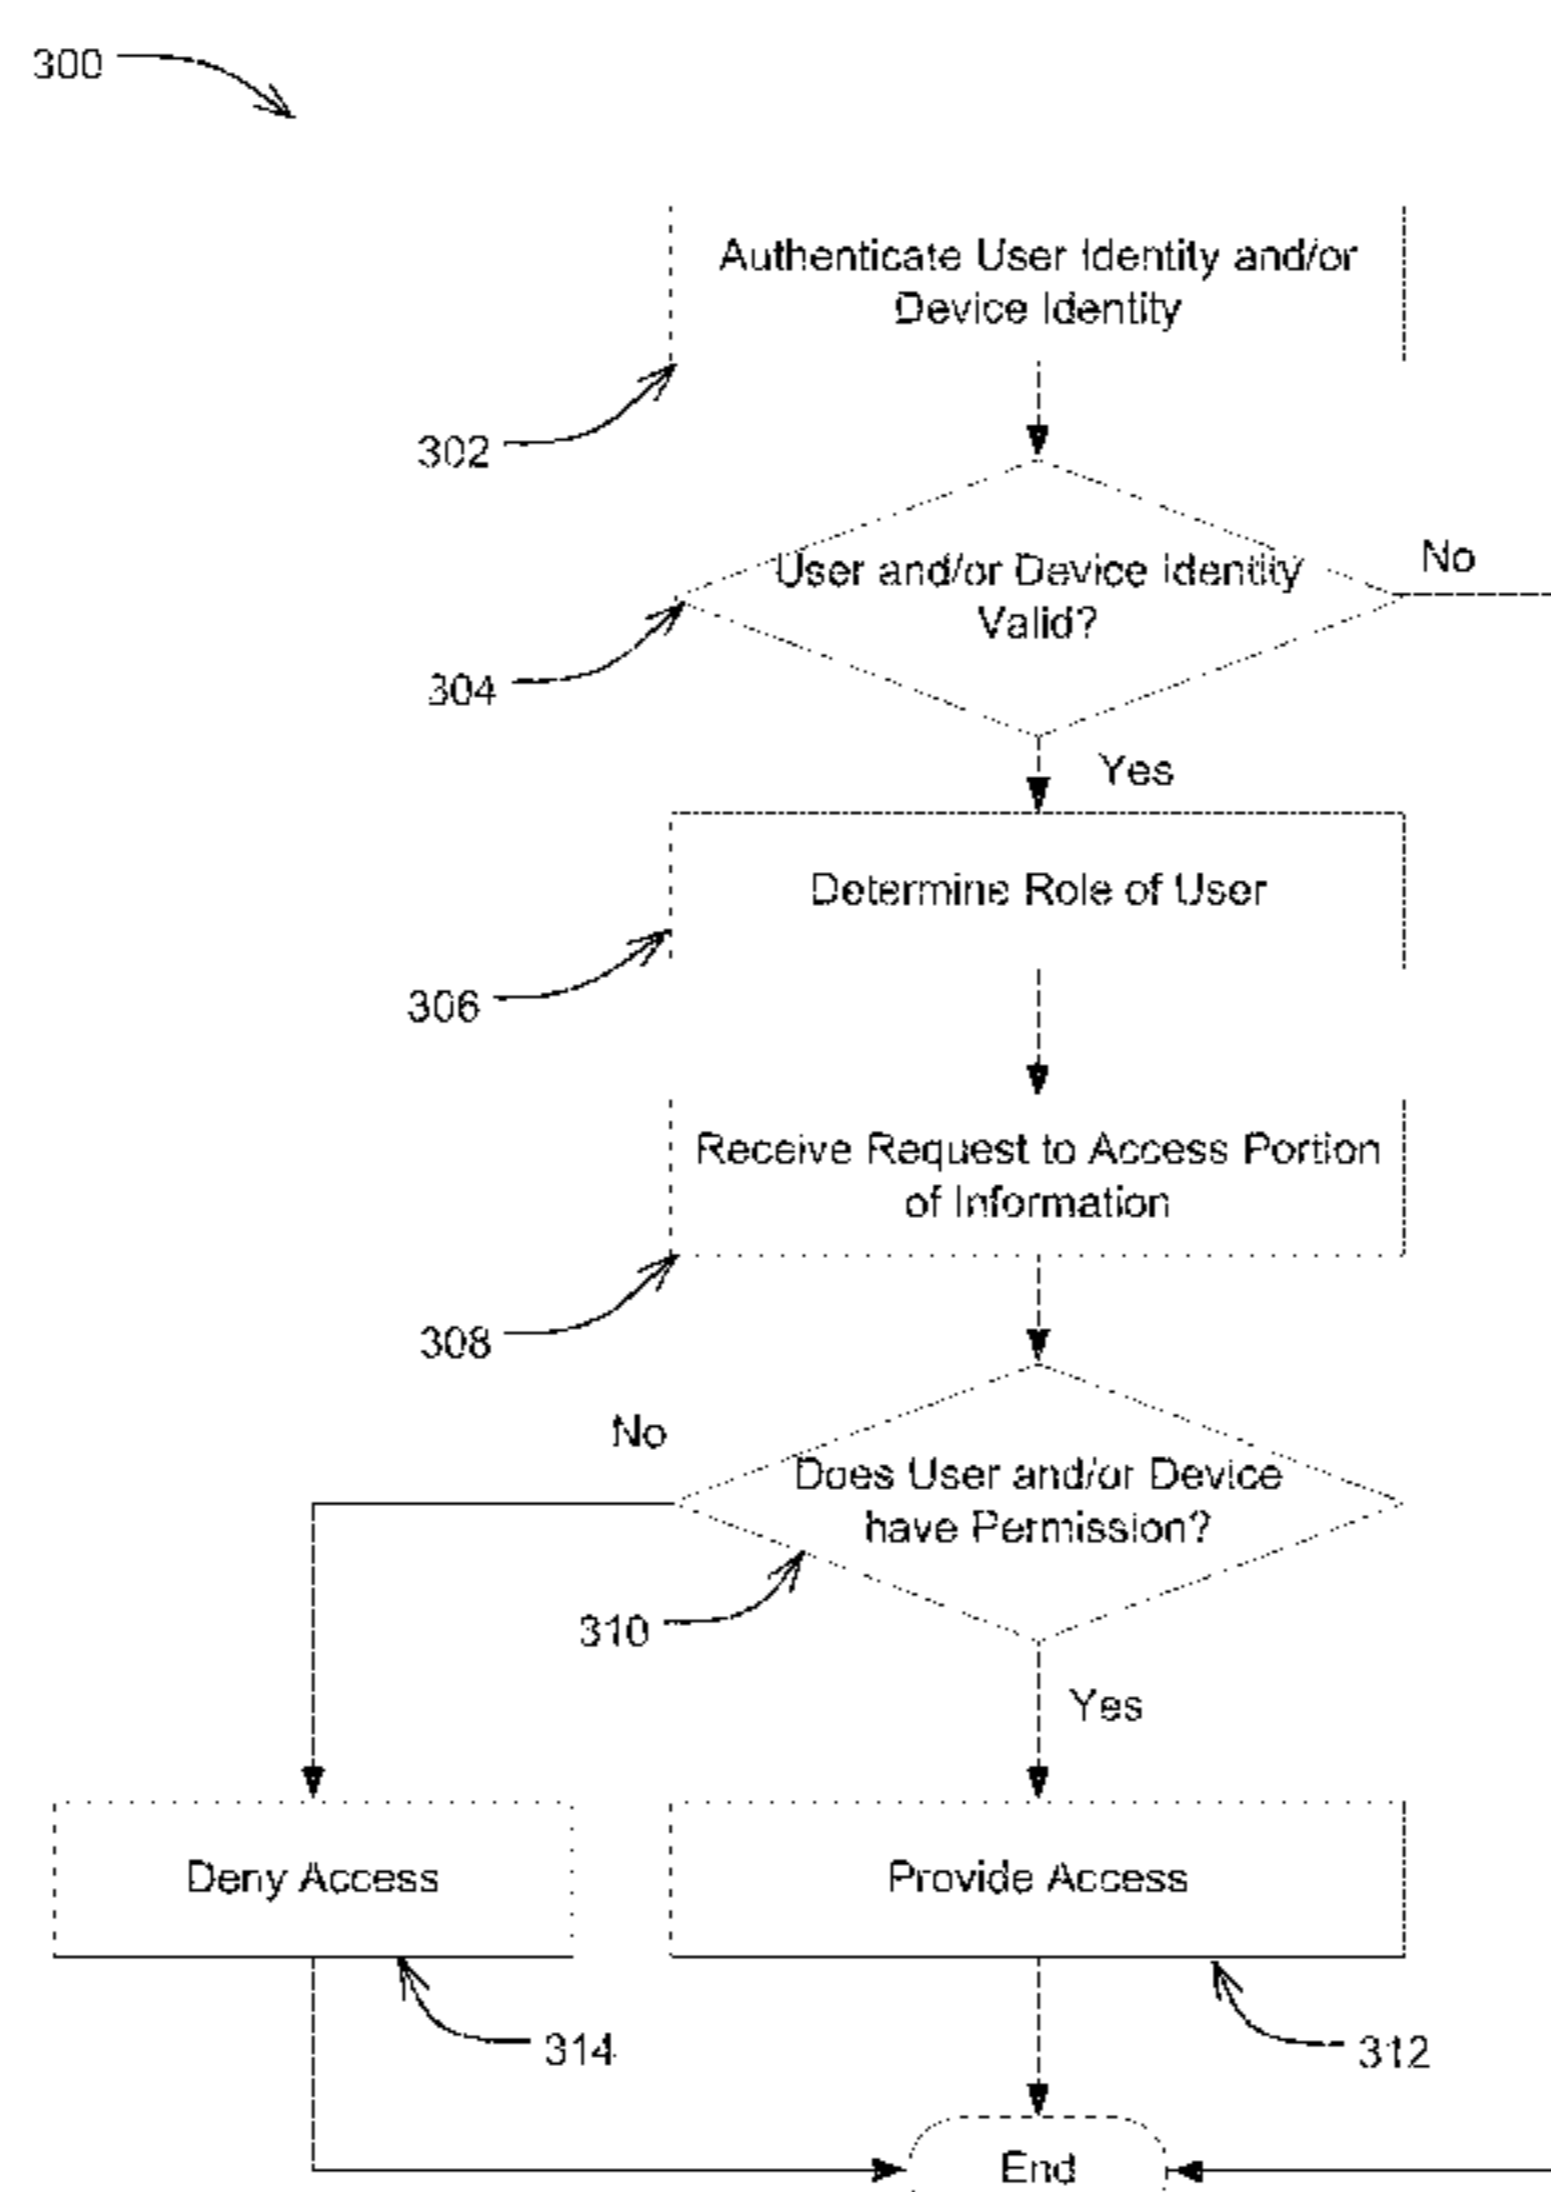 300
Authenticate User Identity and/or
Device Identity
302
User and/or Device Identity
Valid?
No
304
Yes
Determine Role of User
306
Receive Request to Access Portion
of Information
308
No
Does User and/or Device
have Permission?
310
Yes
Deny Access
Provide Access
314
312
End